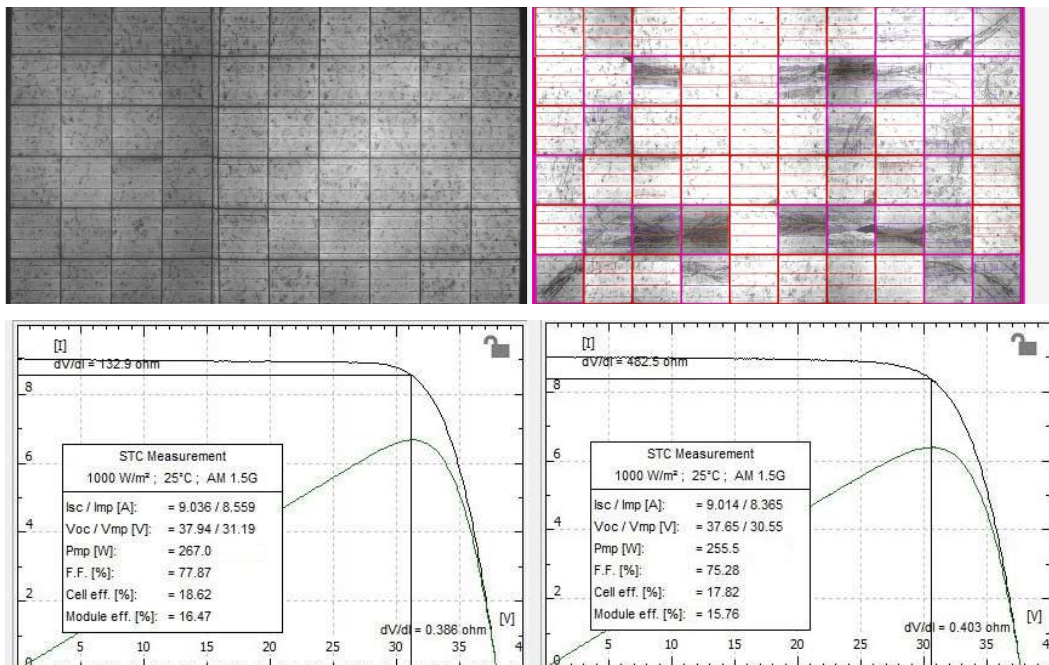 [I]
dV/dI = 132.9 ohm
8
STC Measurement
1000 W/m² ; 25°C ; AM 1.5G
Isc / Imp [A]: = 9.036 / 8.559
Voc / Vmp [V]: = 37.94 / 31.19
Pmp [W]: = 267.0
F.F. [%]: = 77.87
Cell eff. [%]: = 18.62
Module eff. [%]: = 16.47
6
4
2
0
[V]
dV/dI = 0.386 ohm
5 10 15 20 25 30 35 4
[I]
dV/dI = 482.5 ohm
8
STC Measurement
1000 W/m² ; 25°C ; AM 1.5G
Isc / Imp [A]: = 9.014 / 8.365
Voc / Vmp [V]: = 37.65 / 30.55
Pmp [W]: = 255.5
F.F. [%]: = 75.28
Cell eff. [%]: = 17.82
Module eff. [%]: = 15.76
6
4
2
0
[V]
dV/dI = 0.403 ohm
5 10 15 20 25 30 35 4